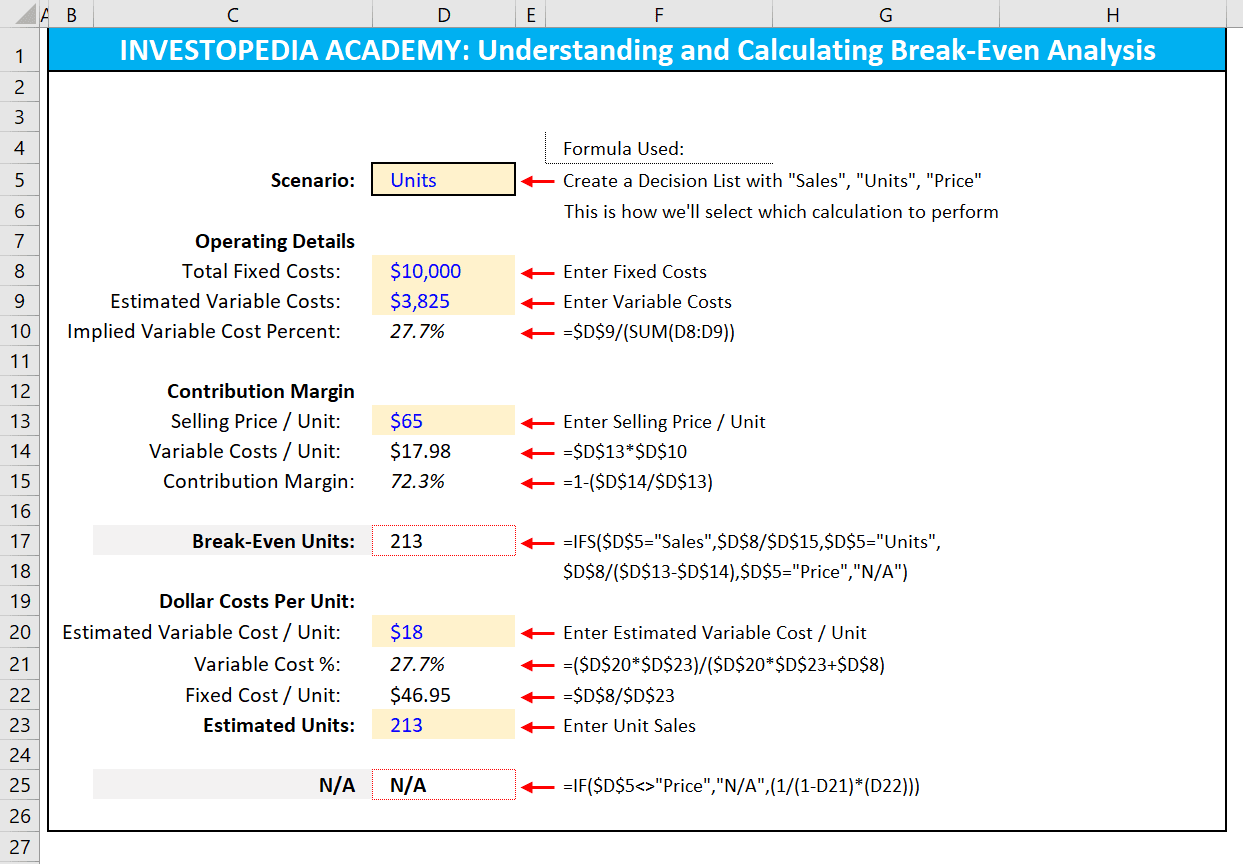 A B C D E F G H
1 INVESTOPEDIA ACADEMY: Understanding and Calculating Break-Even Analysis
2
3
4 Formula Used:
5 Scenario: Units Create a Decision List with "Sales", "Units", "Price"
6 This is how we'll select which calculation to perform
7 Operating Details
8 Total Fixed Costs: $10,000 Enter Fixed Costs
9 Estimated Variable Costs: $3,825 Enter Variable Costs
10 Implied Variable Cost Percent: 27.7% =$D$9/(SUM(D8:D9))
11
12 Contribution Margin
13 Selling Price / Unit: $65 Enter Selling Price / Unit
14 Variable Costs / Unit: $17.98 =$D$13*$D$10
15 Contribution Margin: 72.3% =1-($D$14/$D$13)
16
17 Break-Even Units: 213 =IFS($D$5="Sales",$D$8/$D$15,$D$5="Units",
18 $D$8/($D$13-$D$14),$D$5="Price","N/A")
19 Dollar Costs Per Unit:
20 Estimated Variable Cost / Unit: $18 Enter Estimated Variable Cost / Unit
21 Variable Cost %: 27.7% =($D$20*$D$23)/($D$20*$D$23+$D$8)
22 Fixed Cost / Unit: $46.95 =$D$8/$D$23
23 Estimated Units: 213 Enter Unit Sales
24
25 N/A N/A =IF($D$5<>"Price","N/A",(1/(1-D21)*(D22)))
26
27